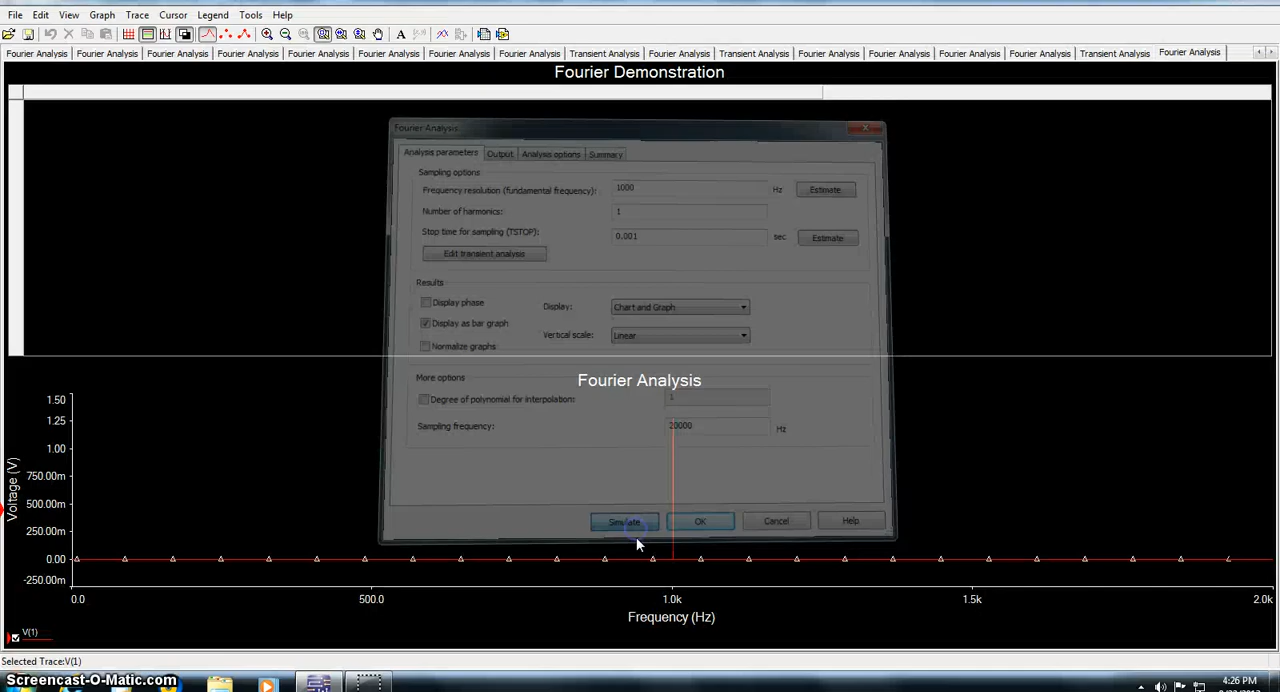 File Edit View Graph Trace Cursor Legend Tools Help
A
Fourier Analysis Fourier Analysis Fourier Analysis Fourier Analysis Fourier Analysis Fourier Analysis Fourier Analysis Fourier Analysis Transient Analysis Fourier Analysis Transient Analysis Fourier Analysis Fourier Analysis Fourier Analysis Fourier Analysis Transient Analysis Fourier Analysis
Fourier Demonstration
Fourier Analysis
Analysis parameters Output Analysis options Summary
Sampling options
Frequency resolution (fundamental frequency): 1000 Hz Estimate
Number of harmonics: 1
Stop time for sampling (TSTOP): 0.001 sec Estimate
Edit transient analysis
Results
Display phase Display: Chart and Graph
Display as bar graph Vertical scale: Linear
Normalize graphs
More options
Fourier Analysis
Degree of polynomial for interpolation: 1
Sampling frequency: 20000 Hz
Simulate OK Cancel Help
Voltage (V)
1.50
1.25
1.00
750.00m
500.00m
250.00m
0.00
-250.00m
0.0 500.0 1.0k 1.5k 2.0k
Frequency (Hz)
V(1)
Selected Trace:V(1)
Screencast-O-Matic.com
4:26 PM